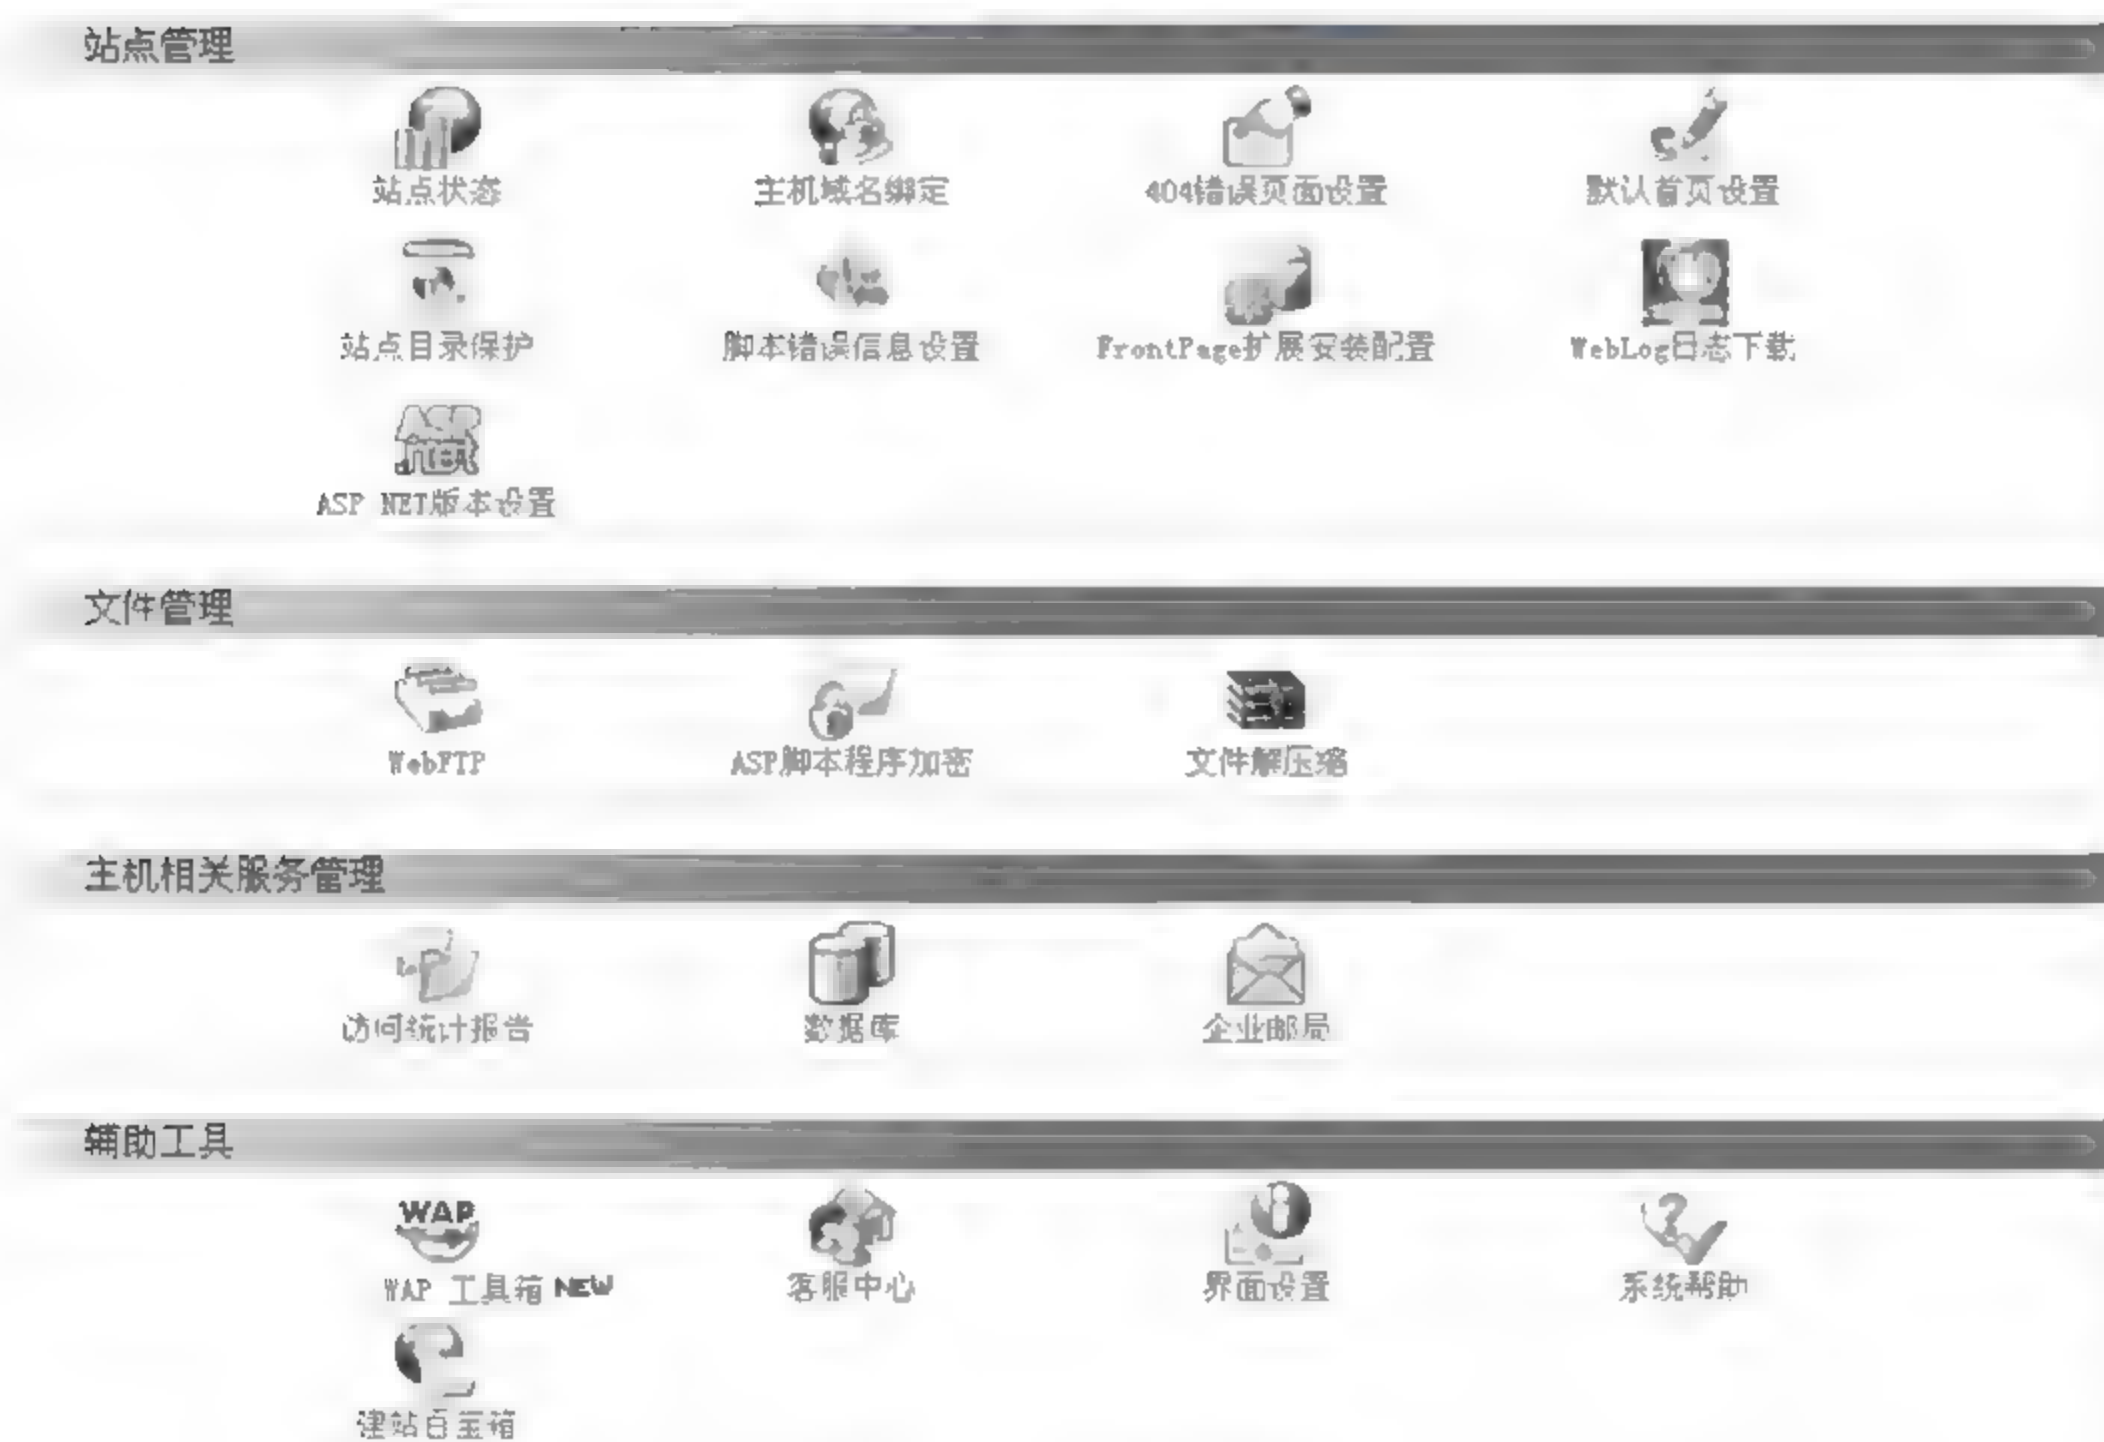 站点管理
站点状态 主机域名绑定 404错误页面设置 默认首页设置
站点目录保护 脚本错误信息设置 FrontPage扩展安装配置 WebLog日志下载
ASP
NET
ASP NET版本设置
文件管理
WebFTP ASP脚本程序加密 文件解压缩
主机相关服务管理
访问统计报告 数据库 企业邮局
辅助工具
WAP
WAP 工具箱 NEW 客服中心 界面设置 系统帮助
建站百宝箱